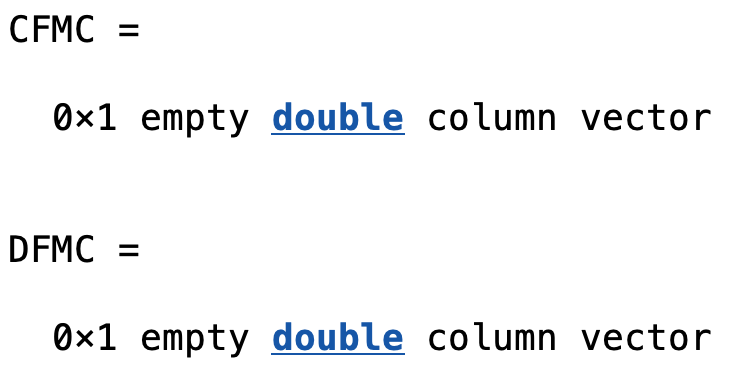 CFMC =
0×1 empty double column vector
DFMC =
0×1 empty double column vector